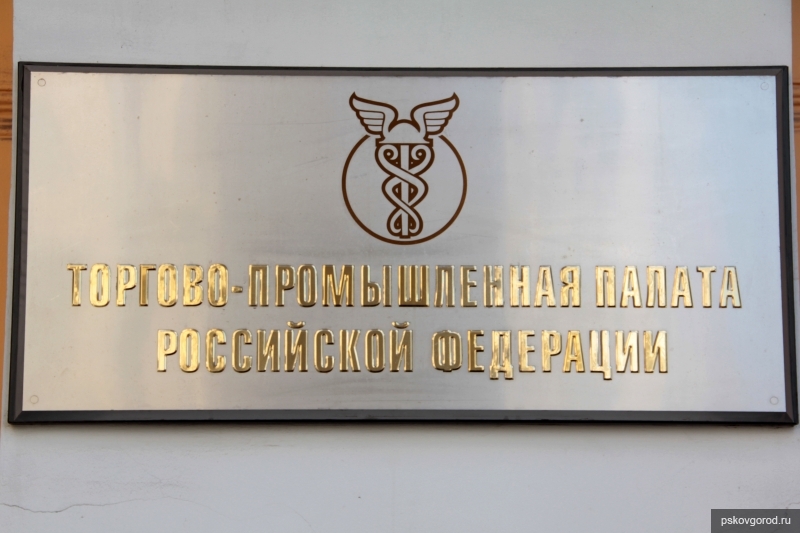 ТОРГОВО-ПРОМЫШЛЕННАЯ ПАЛАТА
РОССИЙСКОЙ ФЕДЕРАЦИИ
pskovgorod.ru